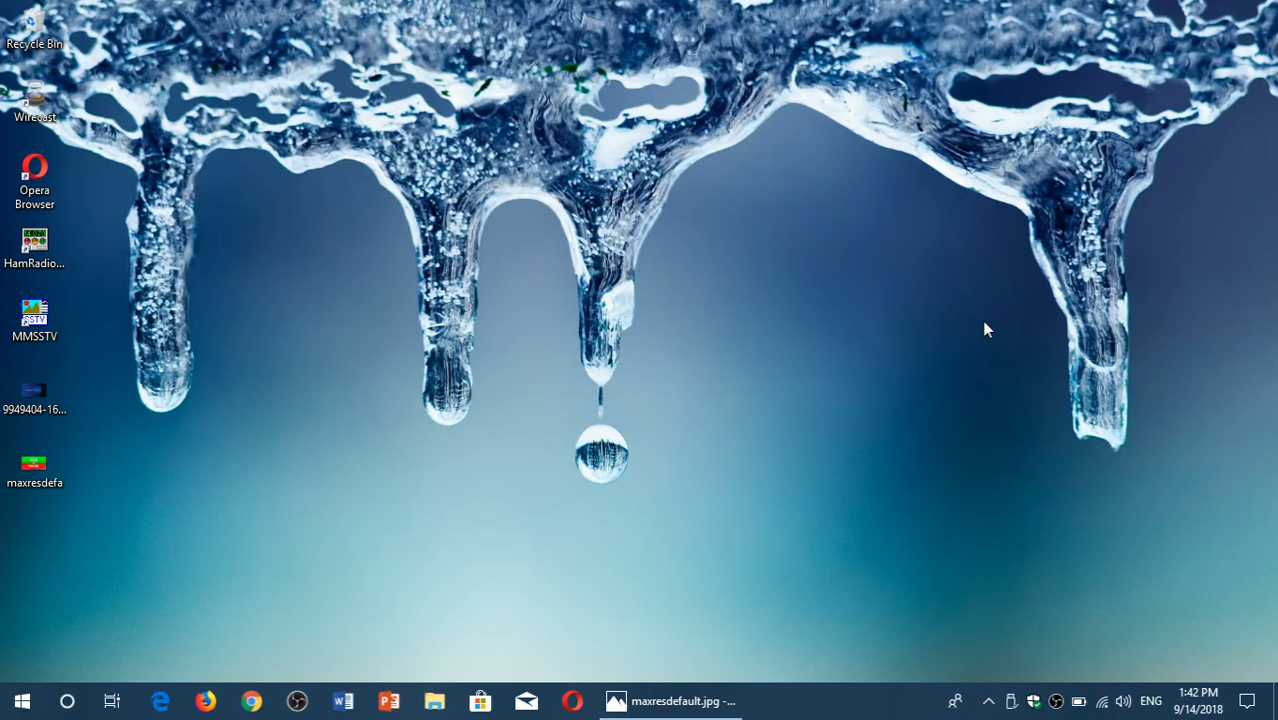 Recycle Bin
Wirecast
Opera
Browser
HamRadio...
SSTV
MMSSTV
9949404-16...
maxresdefa
maxresdefault.jpg -...
ENG
1:42 PM
9/14/2018